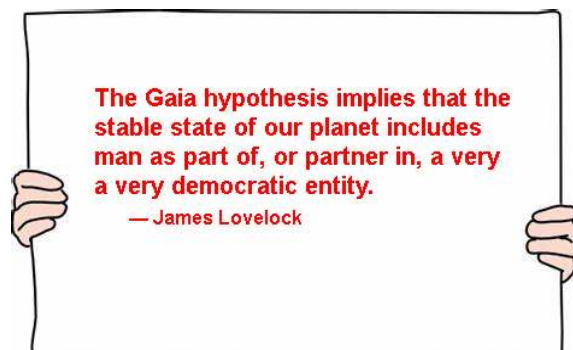 The Gaia hypothesis implies that the
stable state of our planet includes
man as part of, or partner in, a very
a very democratic entity.
— James Lovelock